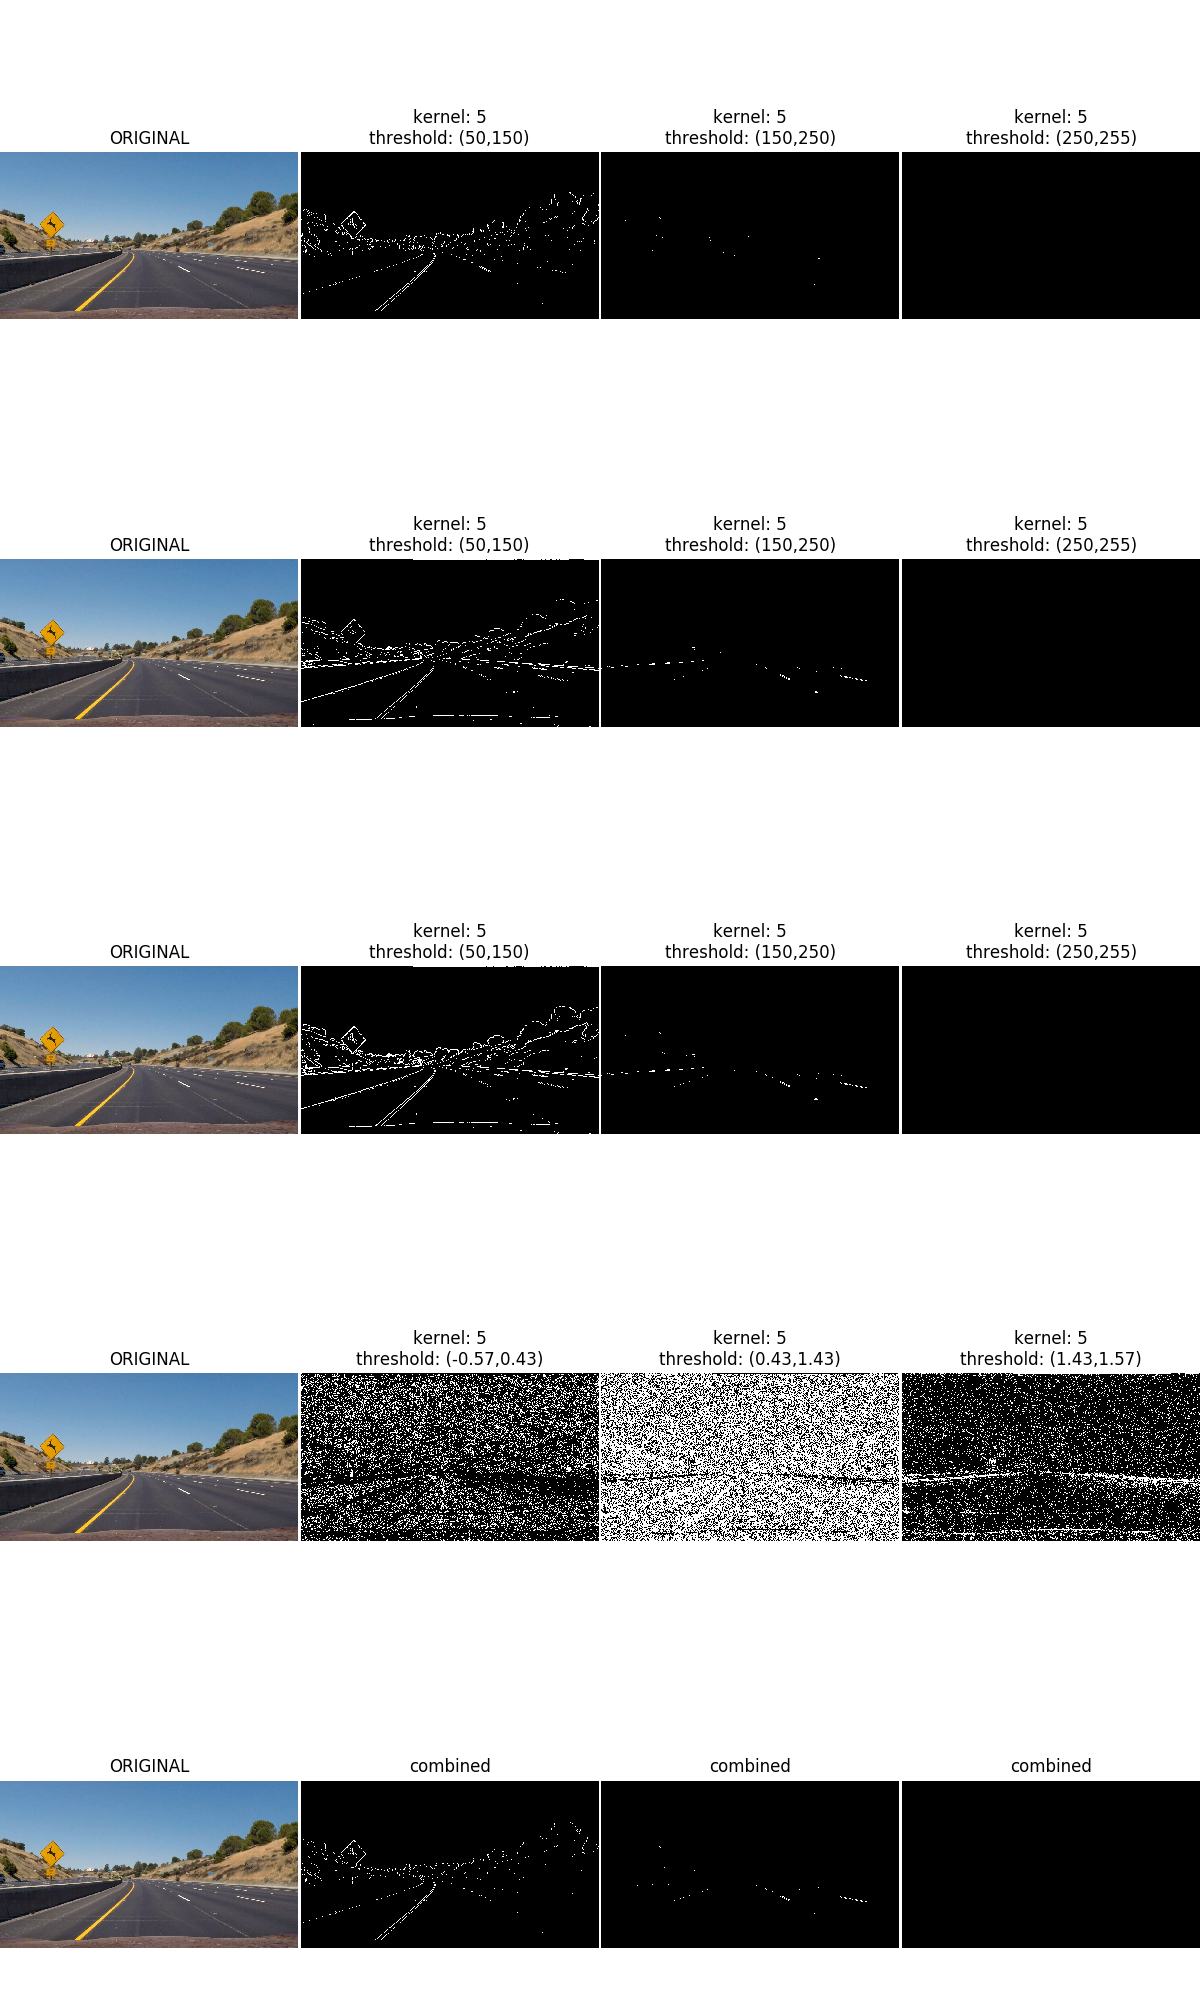 ORIGINAL
kernel: 5
threshold: (50,150)
kernel: 5
threshold: (150,250)
kernel: 5
threshold: (250,255)
ORIGINAL
kernel: 5
threshold: (50,150)
kernel: 5
threshold: (150,250)
kernel: 5
threshold: (250,255)
ORIGINAL
kernel: 5
threshold: (50,150)
kernel: 5
threshold: (150,250)
kernel: 5
threshold: (250,255)
ORIGINAL
kernel: 5
threshold: (-0.57,0.43)
kernel: 5
threshold: (0.43,1.43)
kernel: 5
threshold: (1.43,1.57)
ORIGINAL
combined
combined
combined